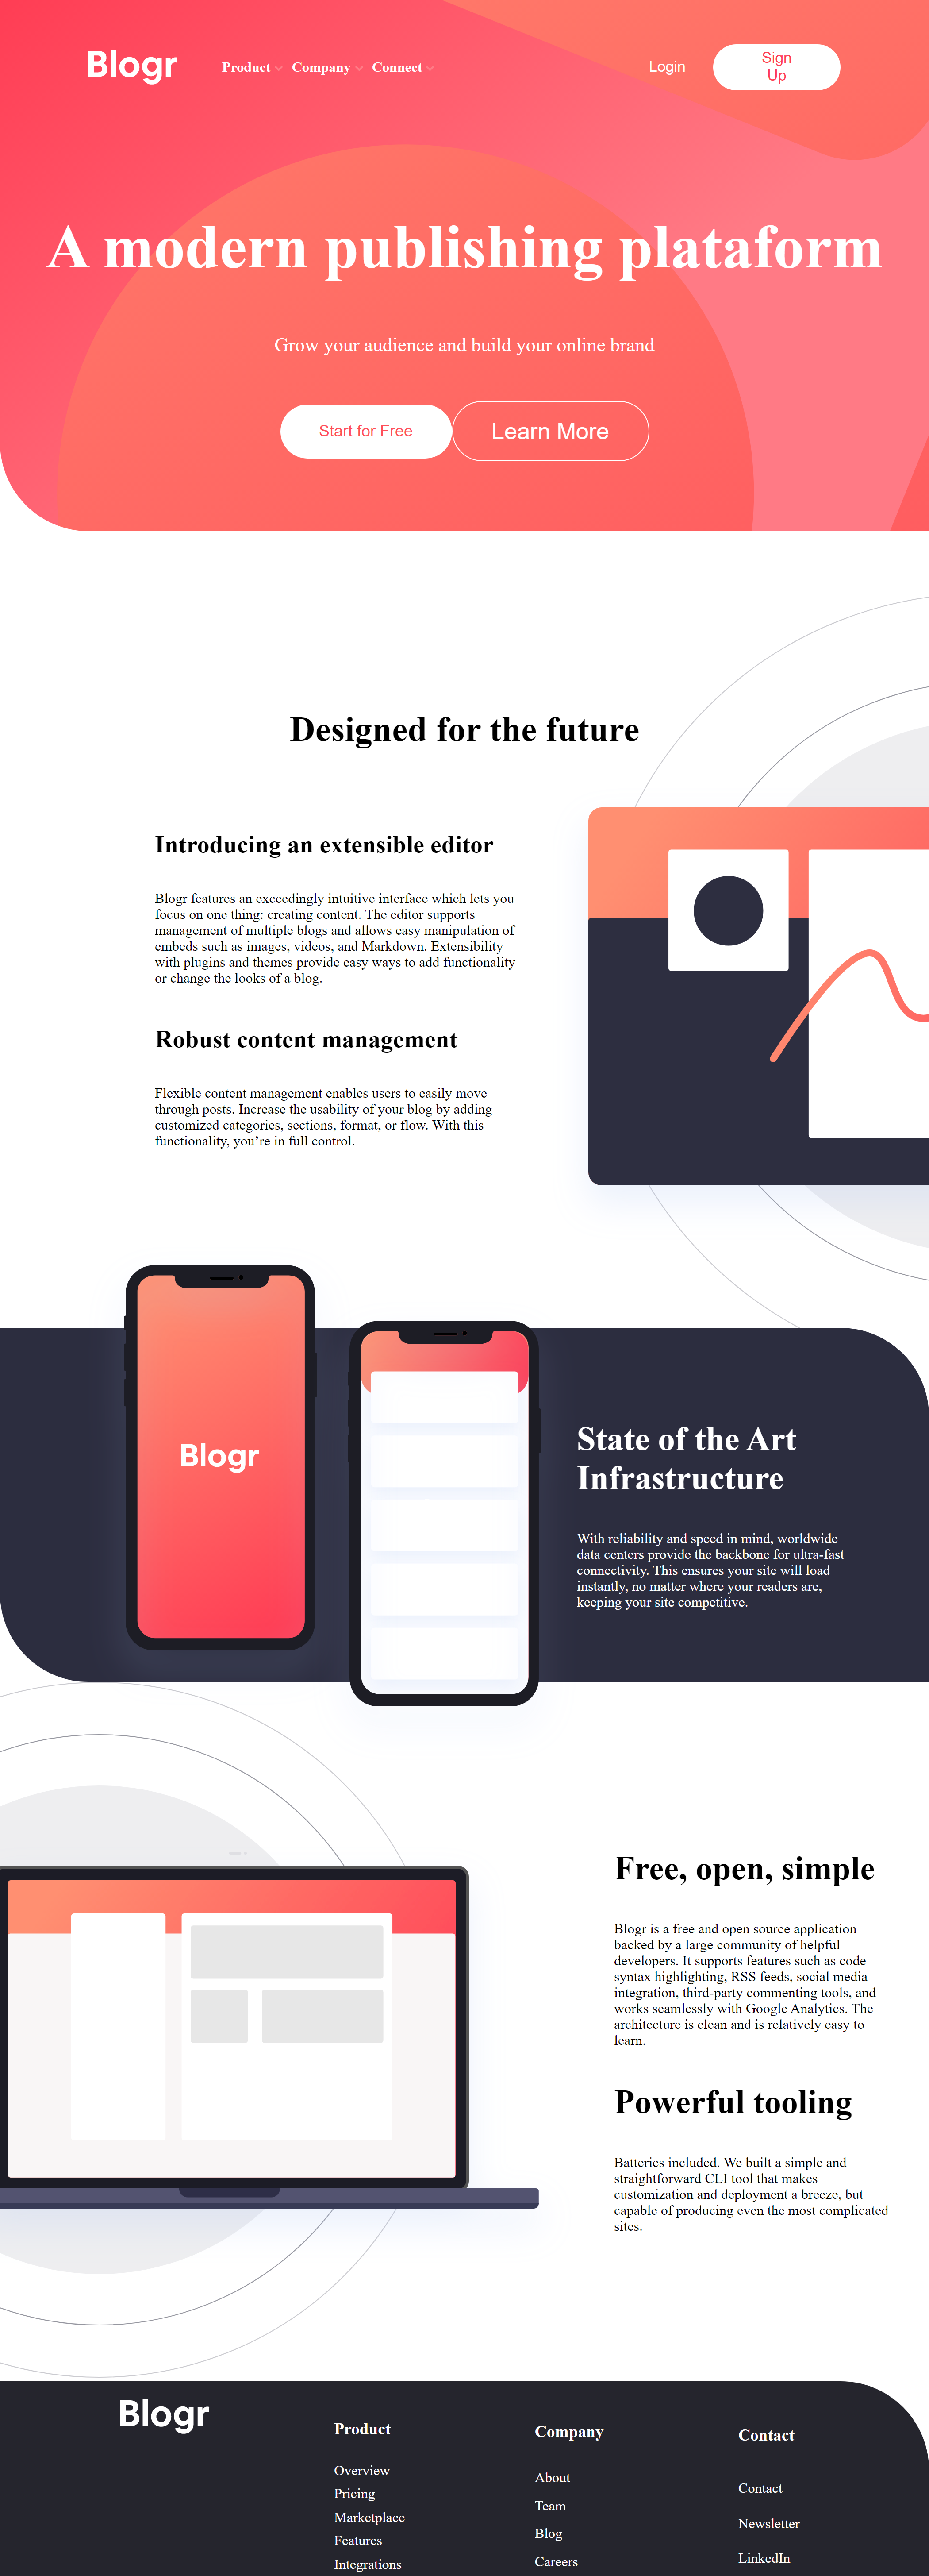 Blogr
Product Company Connect
Login
Sign
Up
A modern publishing plataform
Grow your audience and build your online brand
Start for Free
Learn More
Designed for the future
Introducing an extensible editor
Blogr features an exceedingly intuitive interface which lets you
focus on one thing: creating content. The editor supports
management of multiple blogs and allows easy manipulation of
embeds such as images, videos, and Markdown. Extensibility
with plugins and themes provide easy ways to add functionality
or change the looks of a blog.
Robust content management
Flexible content management enables users to easily move
through posts. Increase the usability of your blog by adding
customized categories, sections, format, or flow. With this
functionality, you’re in full control.
Blogr
State of the Art
Infrastructure
With reliability and speed in mind, worldwide
data centers provide the backbone for ultra-fast
connectivity. This ensures your site will load
instantly, no matter where your readers are,
keeping your site competitive.
Free, open, simple
Blogr is a free and open source application
backed by a large community of helpful
developers. It supports features such as code
syntax highlighting, RSS feeds, social media
integration, third-party commenting tools, and
works seamlessly with Google Analytics. The
architecture is clean and is relatively easy to
learn.
Powerful tooling
Batteries included. We built a simple and
straightforward CLI tool that makes
customization and deployment a breeze, but
capable of producing even the most complicated
sites.
Blogr
Product
Overview
Pricing
Marketplace
Features
Integrations
Company
About
Team
Blog
Careers
Contact
Contact
Newsletter
LinkedIn